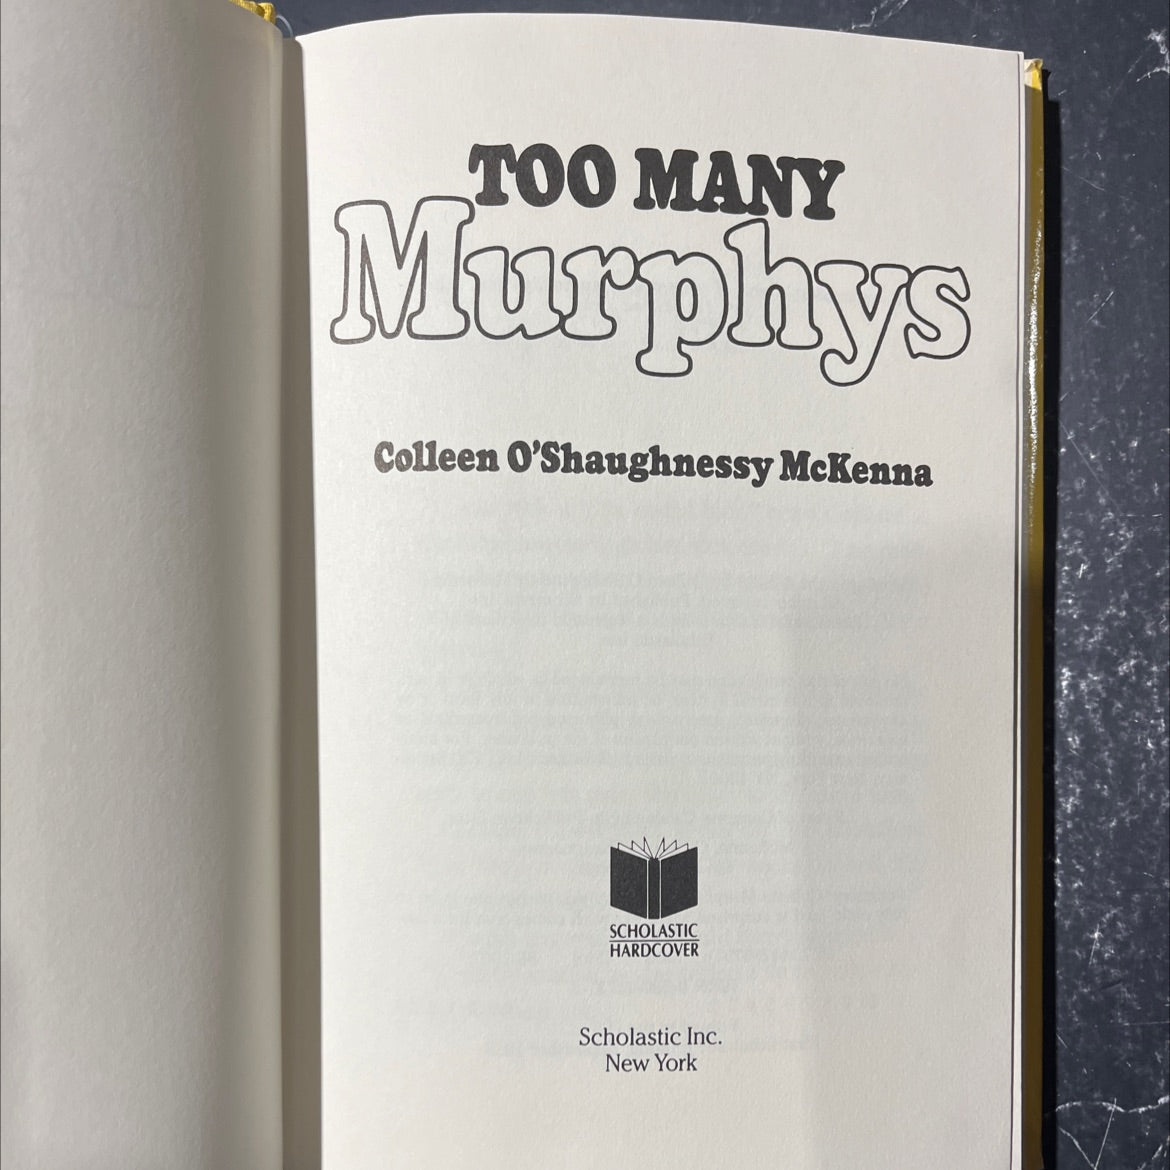 TOO MANY
Murphys
Colleen O'Shaughnessy McKenna
SCHOLASTIC
HARDCOVER
Scholastic Inc.
New York